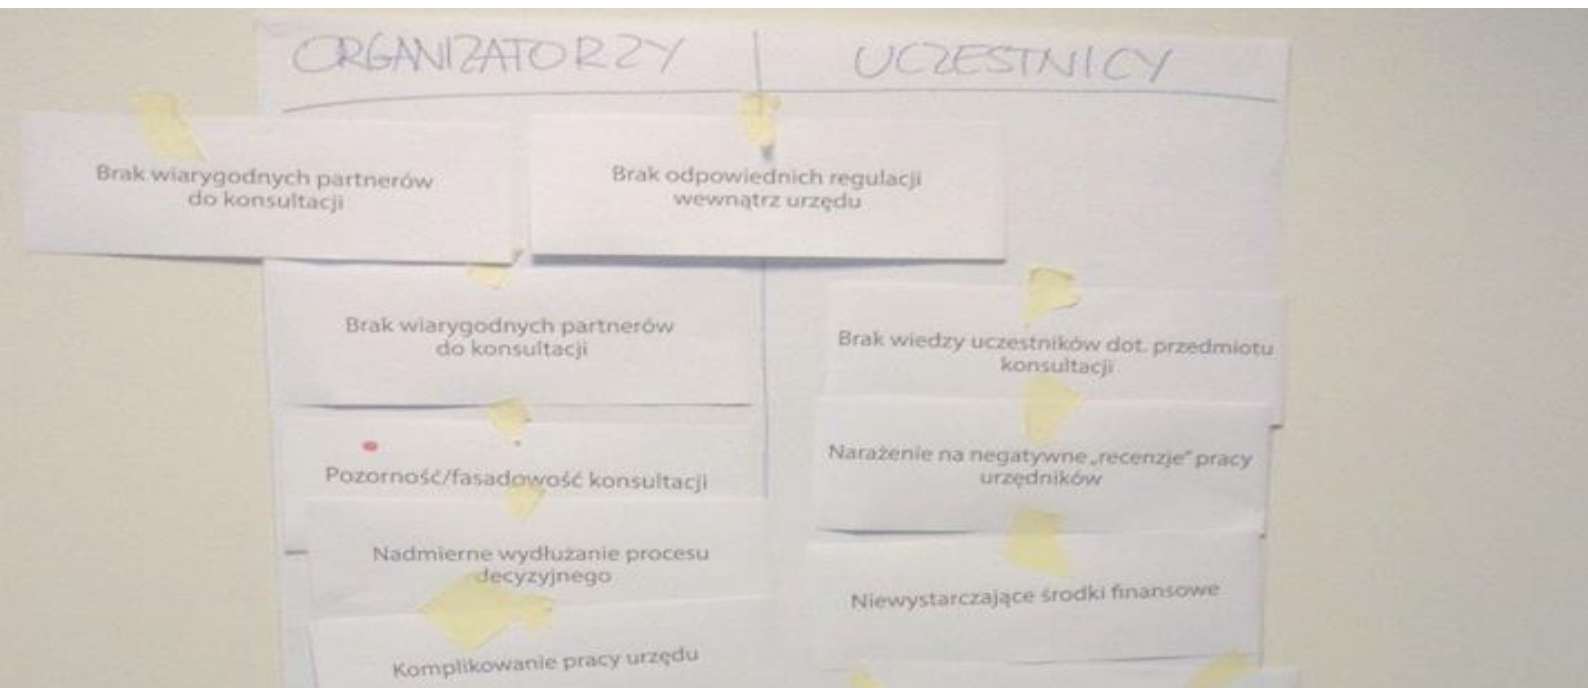 ORGANIZATORZY | UCZESTNICY
Brak wiarygodnych partnerów
do konsultacji
Brak odpowiednich regulacji
wewnątrz urzędu
Brak wiarygodnych partnerów
do konsultacji
Brak wiedzy uczestników dot. przedmiotu
konsultacji
Pozorność/fasadowość konsultacji
Narażenie na negatywne „recenzje" pracy
urzędników
Nadmierne wydłużanie procesu
decyzyjnego
Niewystarczające środki finansowe
Komplikowanie pracy urzędu